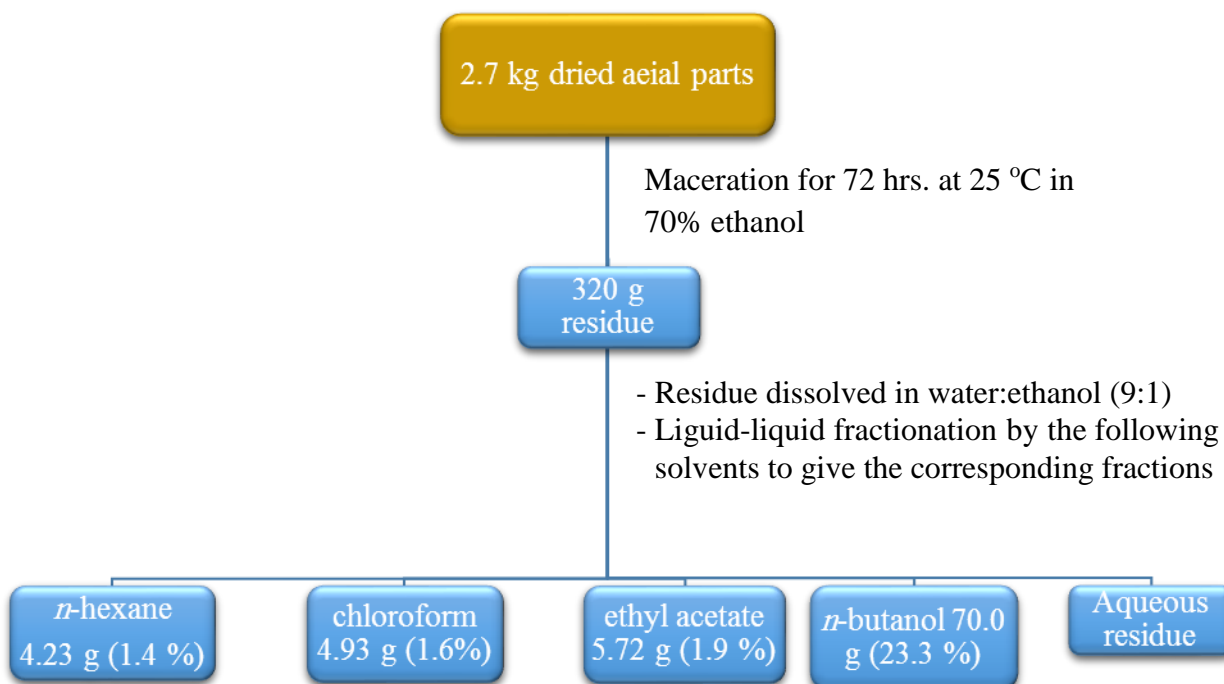 2.7 kg dried aeial parts
Maceration for 72 hrs. at 25 °C in
70% ethanol
320 g
residue
- Residue dissolved in water:ethanol (9:1)
- Liguid-liquid fractionation by the following
solvents to give the corresponding fractions
n-hexane
4.23 g (1.4 %)
chloroform
4.93 g (1.6%)
ethyl acetate
5.72 g (1.9 %)
n-butanol 70.0
g (23.3 %)
Aqueous
residue